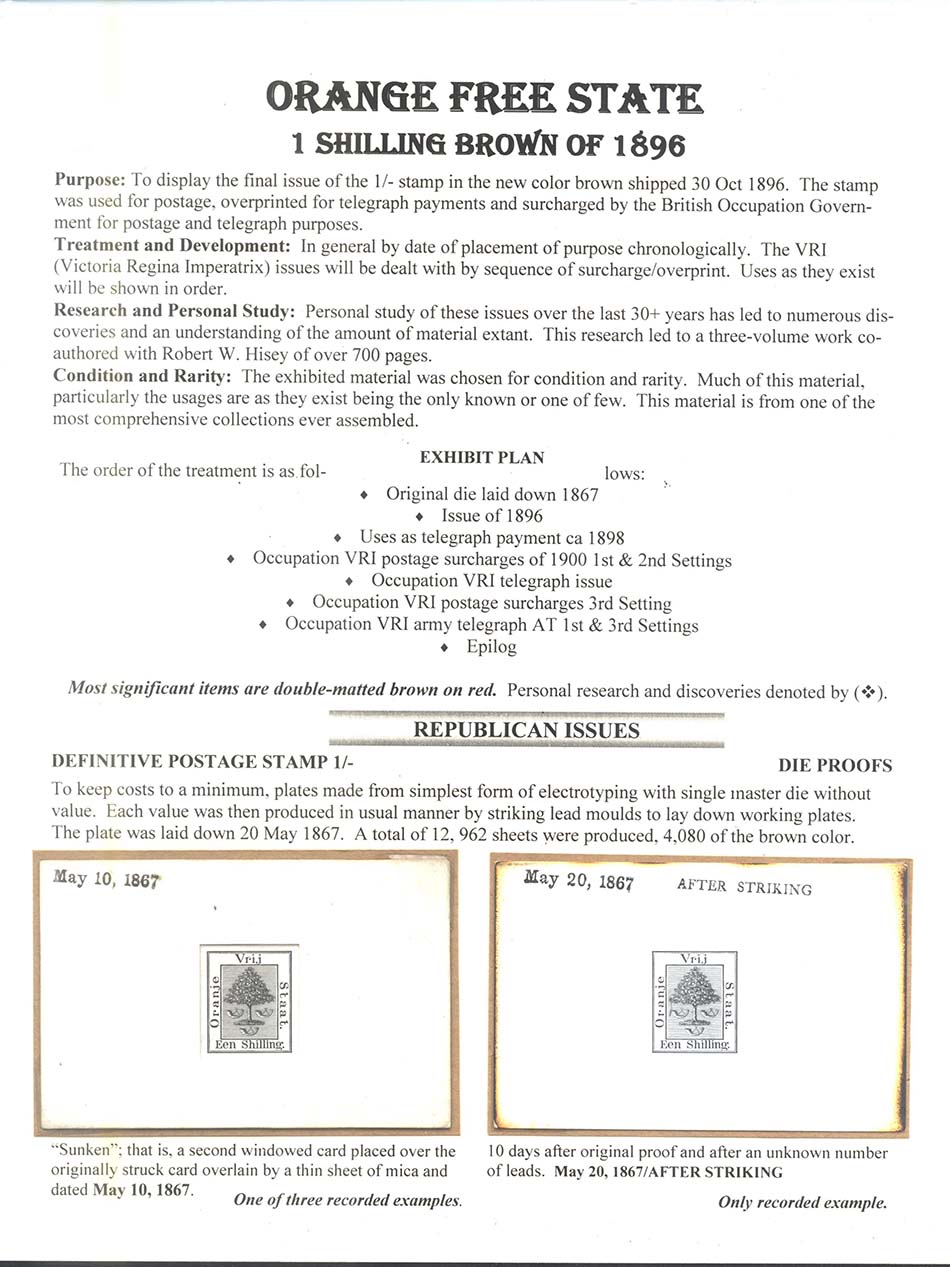 ORANGE FREE STATE
1 SHILLING BROWN OF 1896
Purpose: To display the final issue of the 1/- stamp in the new color brown shipped 30 Oct 1896. The stamp
was used for postage, overprinted for telegraph payments and surcharged by the British Occupation Govern-
ment for postage and telegraph purposes.
Treatment and Development: In general by date of placement of purpose chronologically. The VRI
(Victoria Regina Imperatrix) issues will be dealt with by sequence of surcharge/overprint. Uses as they exist
will be shown in order.
Research and Personal Study: Personal study of these issues over the last 30+ years has led to numerous dis-
coveries and an understanding of the amount of material extant. This research led to a three-volume work co-
authored with Robert W. Hisey of over 700 pages.
Condition and Rarity: The exhibited material was chosen for condition and rarity. Much of this material,
particularly the usages are as they exist being the only known or one of few. This material is from one of the
most comprehensive collections ever assembled.
EXHIBIT PLAN
The order of the treatment is as fol- lows:
♦ Original die laid down 1867
♦ Issue of 1896
♦ Uses as telegraph payment ca 1898
♦ Occupation VRI postage surcharges of 1900 1st & 2nd Settings
♦ Occupation VRI telegraph issue
♦ Occupation VRI postage surcharges 3rd Setting
♦ Occupation VRI army telegraph AT 1st & 3rd Settings
♦ Epilog
Most significant items are double-matted brown on red. Personal research and discoveries denoted by (❖).
REPUBLICAN ISSUES
DEFINITIVE POSTAGE STAMP 1/- DIE PROOFS
To keep costs to a minimum, plates made from simplest form of electrotyping with single master die without
value. Each value was then produced in usual manner by striking lead moulds to lay down working plates.
The plate was laid down 20 May 1867. A total of 12, 962 sheets were produced, 4,080 of the brown color.
May 10, 1867
Vrij
Oranje
Staat.
Een Shilling.
"Sunken"; that is, a second windowed card placed over the
originally struck card overlain by a thin sheet of mica and
dated May 10, 1867.
One of three recorded examples.
May 20, 1867 AFTER STRIKING
Vrij
Oranje
Staat.
Een Shilling.
10 days after original proof and after an unknown number
of leads. May 20, 1867/AFTER STRIKING
Only recorded example.